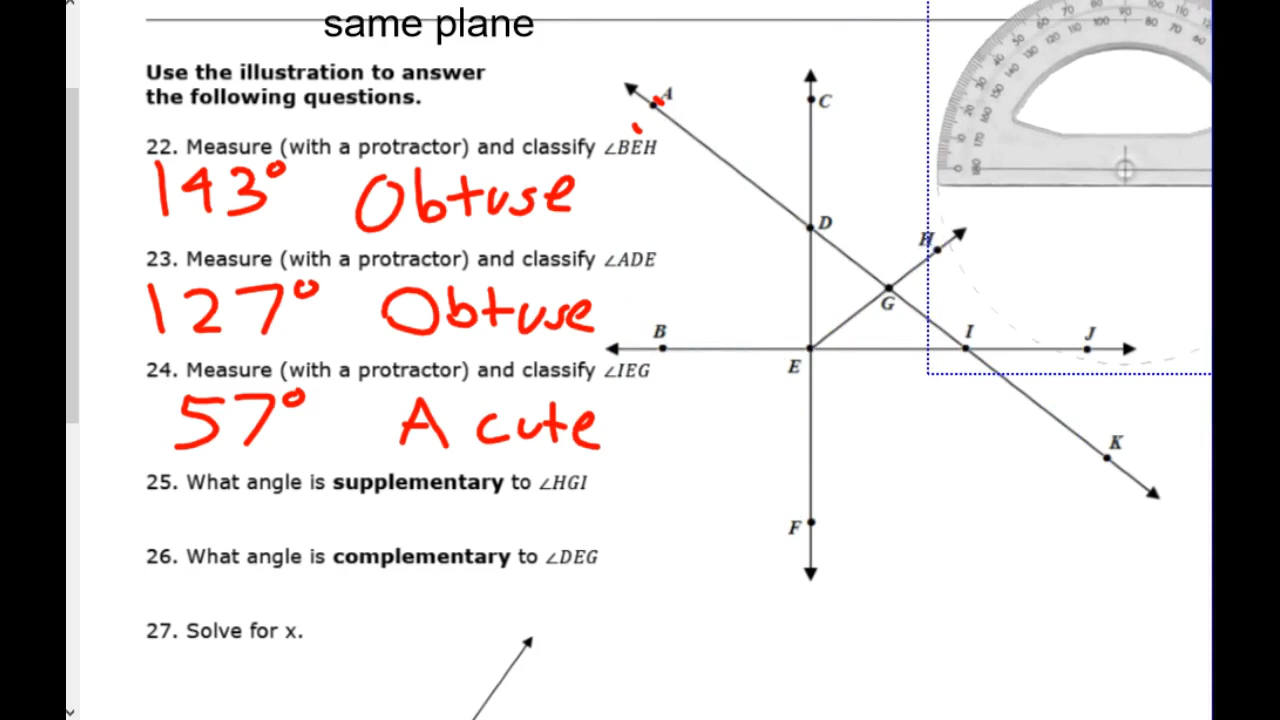 same plane
Use the illustration to answer
the following questions.
22. Measure (with a protractor) and classify ∠BEH
143° Obtuse
23. Measure (with a protractor) and classify ∠ADE
127° Obtuse
24. Measure (with a protractor) and classify ∠IEG
57° Acute
25. What angle is supplementary to ∠HGI
26. What angle is complementary to ∠DEG
27. Solve for x.
A
C
D
H
G
B
I
J
E
K
F